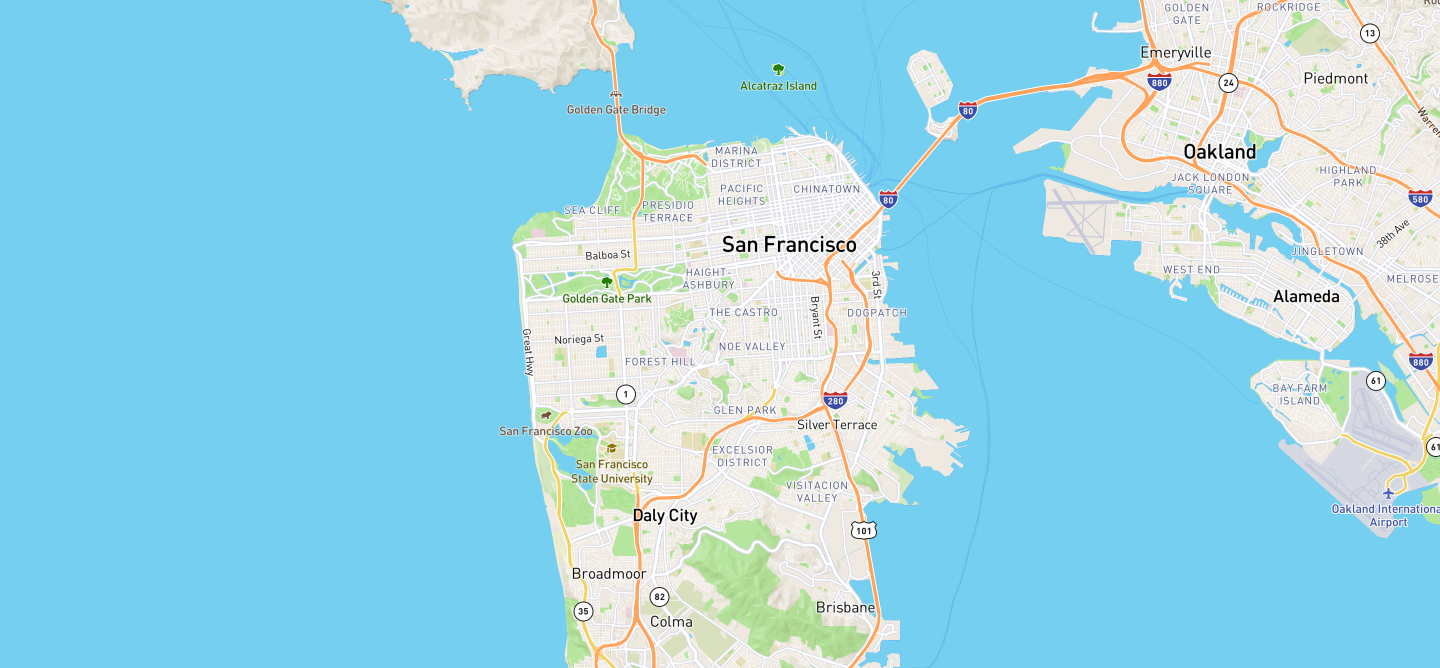 GOLDEN
GATE
ROCKRIDGE
13
Emeryville
Piedmont
880
24
Alcatraz Island
Golden Gate Bridge
80
MARINA
DISTRICT
Oakland
HIGHLAND
PARK
JACK LONDON
SQUARE
PACIFIC
HEIGHTS
CHINATOWN
80
580
SEA CLIFF
PRESIDIO
TERRACE
38th Ave
San Francisco
Balboa St
JINGLETOWN
WEST END
MELROSE
HAIGHT-
ASHBURY
3rd St
Golden Gate Park
Alameda
THE CASTRO
Bryant St
DOGPATCH
Great Hwy
Noriega St
NOE VALLEY
FOREST HILL
880
61
BAY FARM
ISLAND
1
280
GLEN PARK
San Francisco Zoo
Silver Terrace
61
EXCELSIOR
DISTRICT
San Francisco
State University
VISITACION
VALLEY
Oakland Internationa
Airport
Daly City
101
Broadmoor
82
35
Brisbane
Colma